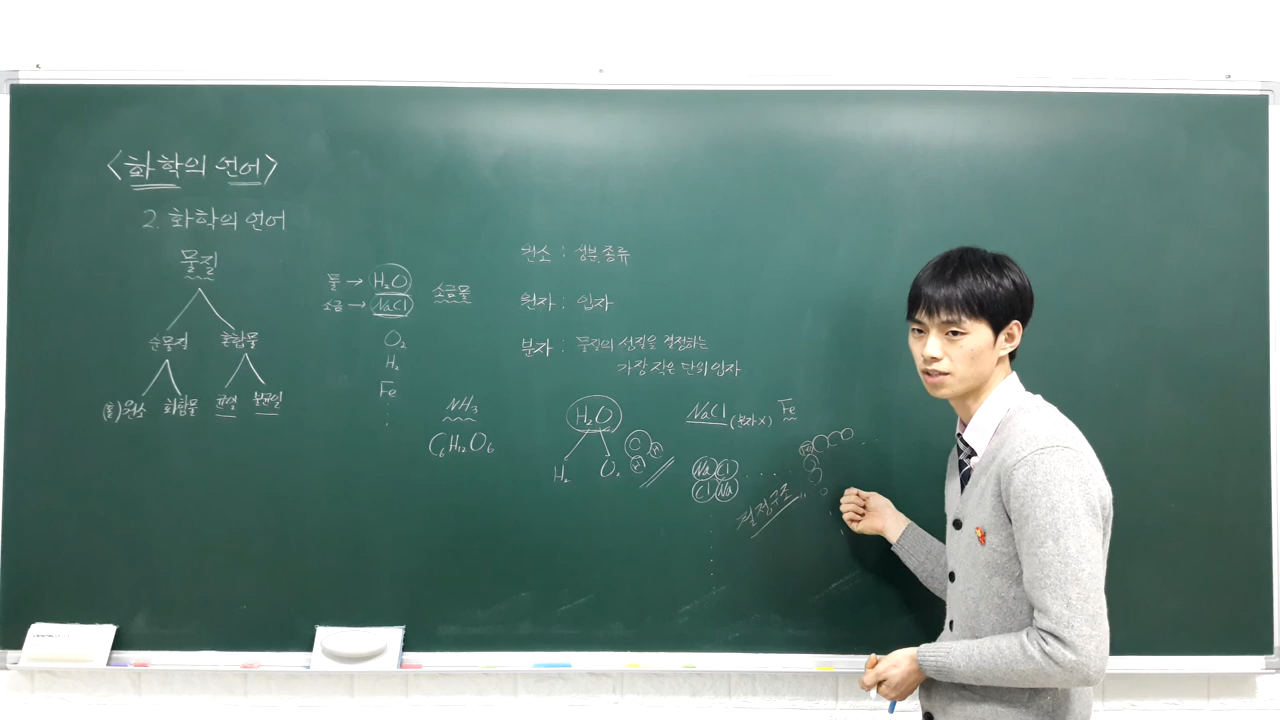 <화학의 언어>
2. 화학의 언어
물질
순물질 혼합물
(홑)원소 화합물 균일 불균일
물 → H₂O
소금 → NaCl
소금물
O₂
H₂
Fe
NH₃
C₆H₁₂O₆
원소 : 성분, 종류
원자 : 입자
분자 : 물질의 성질을 결정하는
가장 작은 단위 입자
H₂O
H₂ O
O H H
NaCl (분자 X) Fe
Na Cl
Cl Na
결정구조
Fe